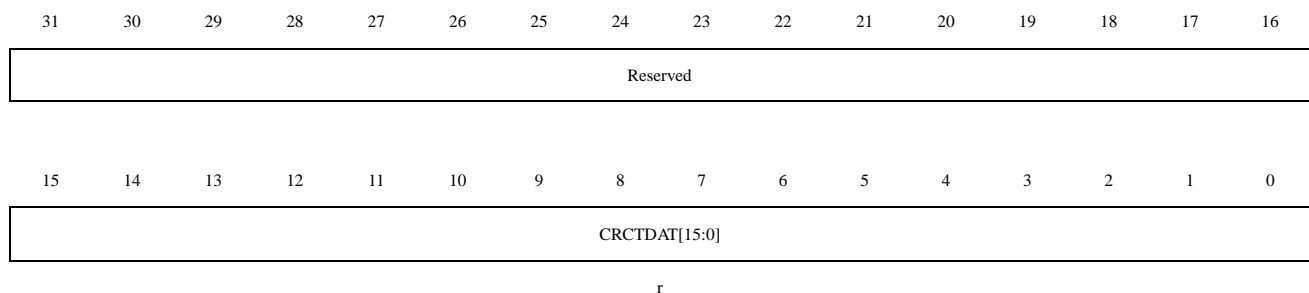 31 30 29 28 27 26 25 24 23 22 21 20 19 18 17 16
Reserved
15 14 13 12 11 10 9 8 7 6 5 4 3 2 1 0
CRCTDAT[15:0]
r